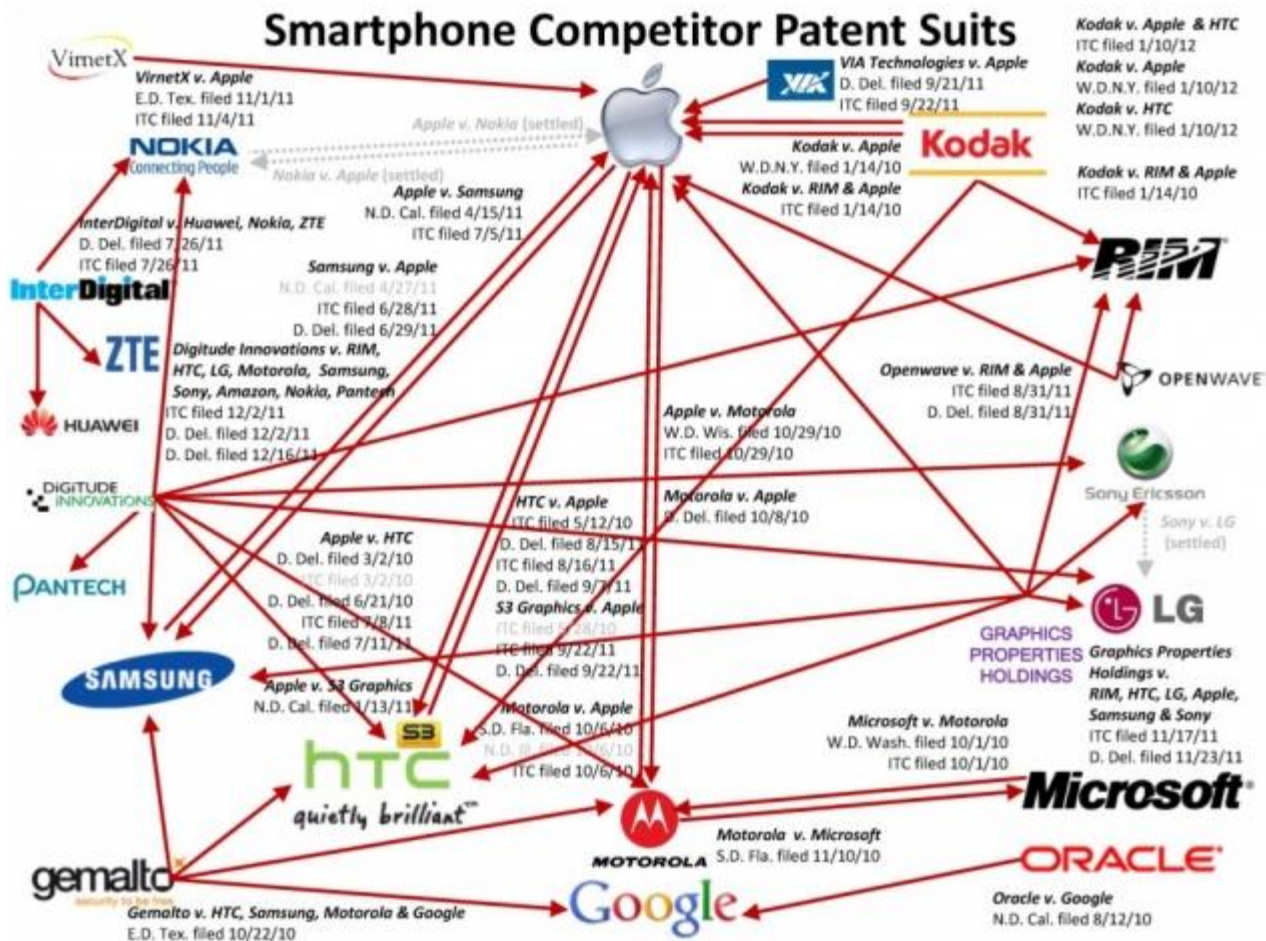 Smartphone Competitor Patent Suits
VirnetX
VirnetX v. Apple
E.D. Tex. filed 11/1/11
ITC filed 11/4/11
NOKIA
Connecting People
Apple v. Nokia (settled)
Nokia v. Apple (settled)
VIA
VIA Technologies v. Apple
D. Del. filed 9/21/11
ITC filed 9/22/11
Kodak
Kodak v. Apple & HTC
ITC filed 1/10/12
Kodak v. Apple
W.D.N.Y. filed 1/10/12
Kodak v. HTC
W.D.N.Y. filed 1/10/12
Kodak v. RIM & Apple
ITC filed 1/14/10
Kodak v. Apple
W.D.N.Y. filed 1/14/10
Kodak v. RIM & Apple
ITC filed 1/14/10
Apple v. Samsung
N.D. Cal. filed 4/15/11
ITC filed 7/5/11
InterDigital v. Huawei, Nokia, ZTE
D. Del. filed 7/26/11
ITC filed 7/26/11
InterDigital
RIM
Samsung v. Apple
N.D. Cal. filed 4/27/11
ITC filed 6/28/11
D. Del. filed 6/29/11
ZTE
HUAWEI
Digitude Innovations v. RIM,
HTC, LG, Motorola, Samsung,
Sony, Amazon, Nokia, Pantech
ITC filed 12/2/11
D. Del. filed 12/2/11
D. Del. filed 12/16/11
Openwave v. RIM & Apple
ITC filed 8/31/11
D. Del. filed 8/31/11
OPENWAVE
Apple v. Motorola
W.D. Wis. filed 10/29/10
ITC filed 10/29/10
DIGITUDE
INNOVATIONS
Sony Ericsson
Motorola v. Apple
D. Del. filed 10/8/10
Sony v. LG
(settled)
HTC v. Apple
ITC filed 5/12/10
D. Del. filed 8/15/11
ITC filed 8/16/11
D. Del. filed 9/7/11
S3 Graphics v. Apple
ITC filed 5/28/10
ITC filed 9/22/11
D. Del. filed 9/22/11
Apple v. HTC
D. Del. filed 3/2/10
ITC filed 3/2/10
D. Del. filed 6/21/10
ITC filed 7/8/11
D. Del. filed 7/11/11
PANTECH
LG
GRAPHICS
PROPERTIES
HOLDINGS
Graphics Properties
Holdings v.
RIM, HTC, LG, Apple,
Samsung & Sony
ITC filed 11/17/11
D. Del. filed 11/23/11
SAMSUNG
Apple v. S3 Graphics
N.D. Cal. filed 1/13/11
S3
hTC
quietly brilliant™
Motorola v. Apple
S.D. Fla. filed 10/6/10
N.D. Ill. filed 10/6/10
ITC filed 10/6/10
Microsoft v. Motorola
W.D. Wash. filed 10/1/10
ITC filed 10/1/10
Microsoft®
MOTOROLA
Motorola v. Microsoft
S.D. Fla. filed 11/10/10
ORACLE
Oracle v. Google
N.D. Cal. filed 8/12/10
gemalto
security to be free
Gemalto v. HTC, Samsung, Motorola & Google
E.D. Tex. filed 10/22/10
Google